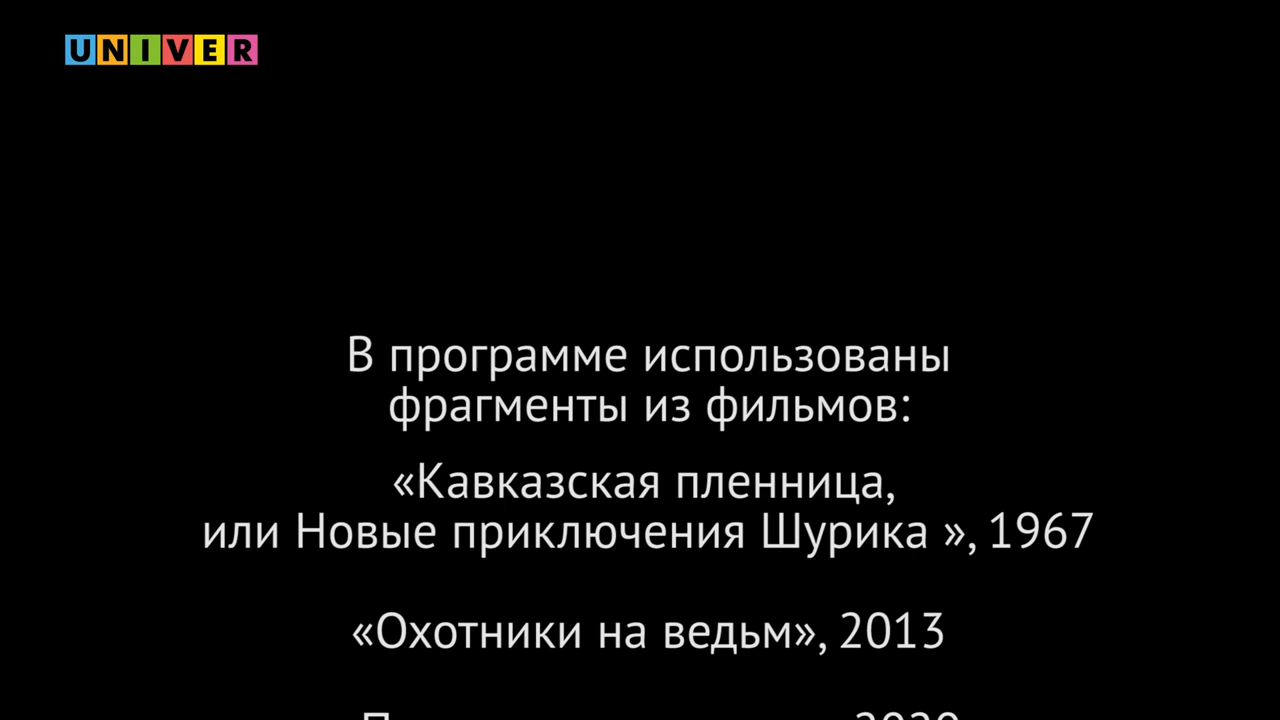 UNIVER
В программе использованы
фрагменты из фильмов:
«Кавказская пленница,
или Новые приключения Шурика », 1967
«Охотники на ведьм», 2013